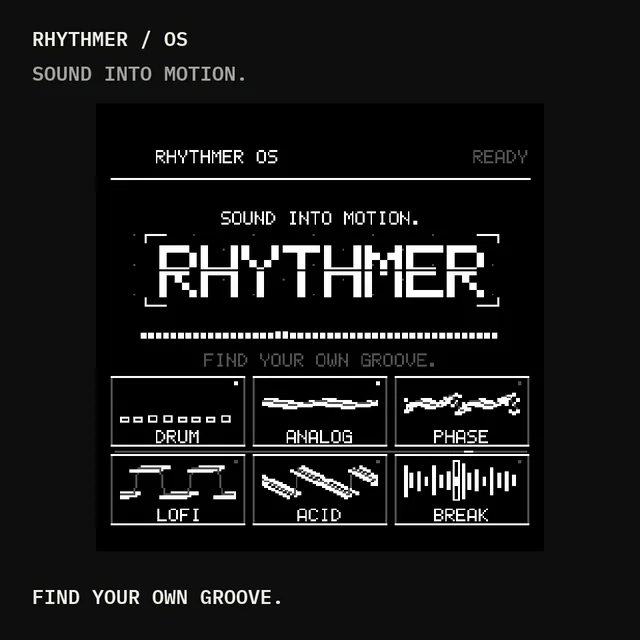 RHYTHMER / OS
SOUND INTO MOTION.
RHYTHMER OS READY
SOUND INTO MOTION.
RHYTHMER
FIND YOUR OWN GROOVE.
DRUM ANALOG PHASE
LOFI ACID BREAK
FIND YOUR OWN GROOVE.